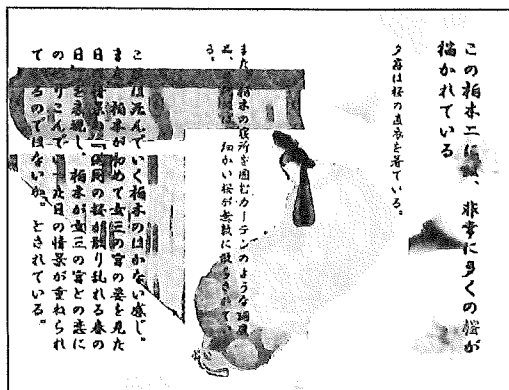 この柏木二には、非常に多くの桜が
描かれている
夕霧は桜の直衣を着ている。
また、柏木の寝所を囲むカーテンのような調度
品、　　　　細かい桜が無数に散らされてい
る。
これは死んでいく柏木のはかない感じ。
また、柏木が初めて女三の宮の姿を見た
日の情景の「　　　の桜が散り乱れる春の
日」を表現し、柏木が女三の宮との恋に
のめりこんでいった日の情景が重ねられ
てるのではないか。とされている。